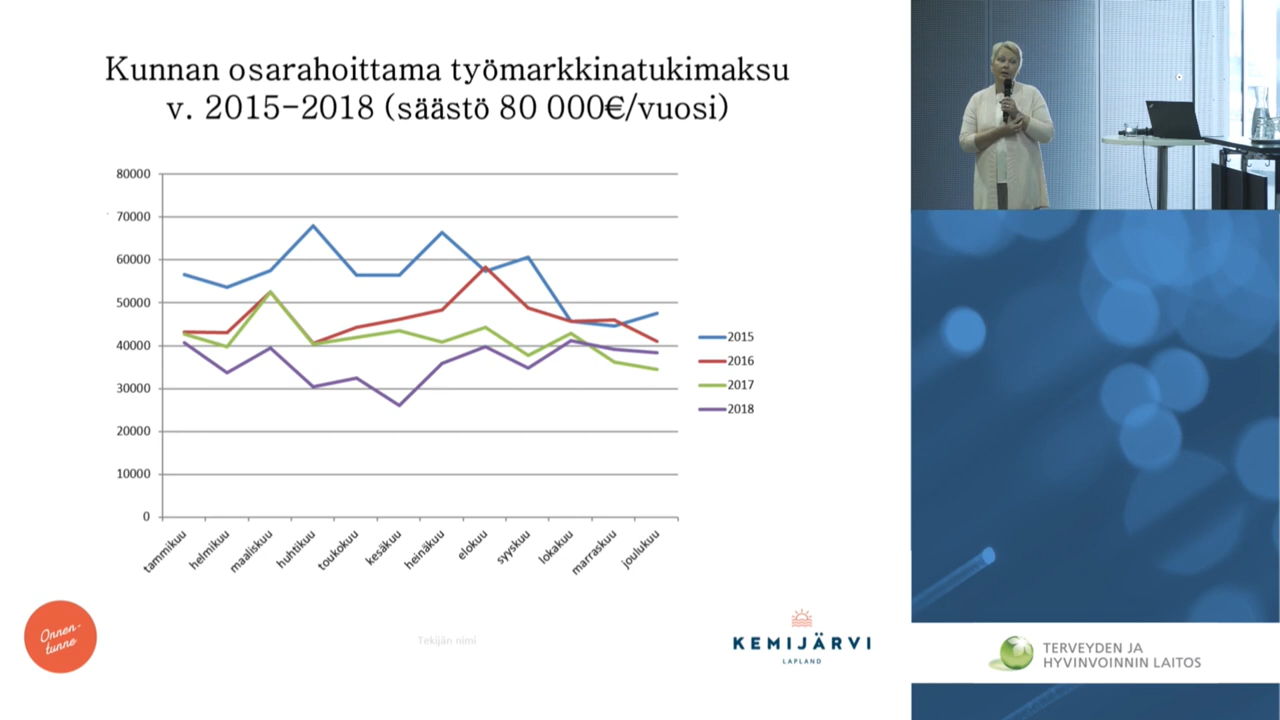 Kunnan osarahoittama työmarkkinatukimaksu
v. 2015-2018 (säästö 80 000€/vuosi)
80000
70000
60000
50000
40000
30000
20000
10000
0
tammikuu
helmikuu
maaliskuu
huhtikuu
toukokuu
kesäkuu
heinäkuu
elokuu
syyskuu
lokakuu
marraskuu
joulukuu
2015
2016
2017
2018
Onnen-
tunne
Tekijän nimi
KEMIJÄRVI
LAPLAND
TERVEYDEN JA
HYVINVOINNIN LAITOS